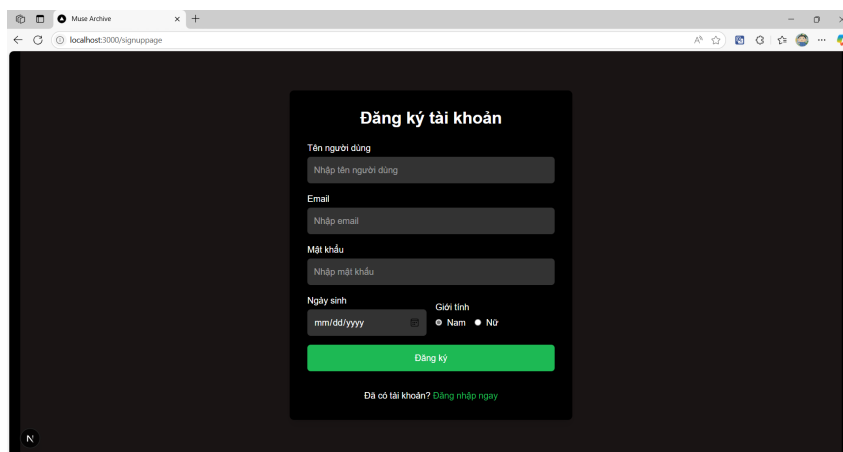 Muse Archive
localhost:3000/signuppage
Đăng ký tài khoản
Tên người dùng
Nhập tên người dùng
Email
Nhập email
Mật khẩu
Nhập mật khẩu
Ngày sinh
Giới tính
mm/dd/yyyy
Nam
Nữ
Đăng ký
Đã có tài khoản? Đăng nhập ngay
N